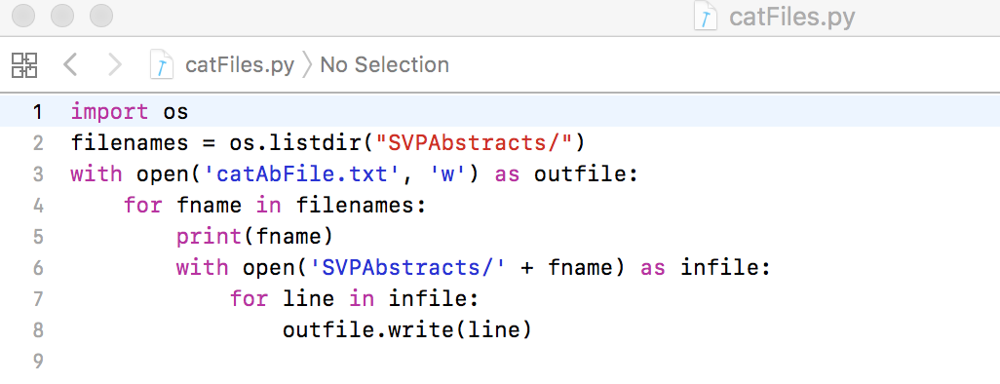 catFiles.py
catFiles.py No Selection
1 import os
2 filenames = os.listdir("SVPAbstracts/")
3 with open('catAbFile.txt', 'w') as outfile:
4     for fname in filenames:
5         print(fname)
6         with open('SVPAbstracts/' + fname) as infile:
7             for line in infile:
8                 outfile.write(line)
9